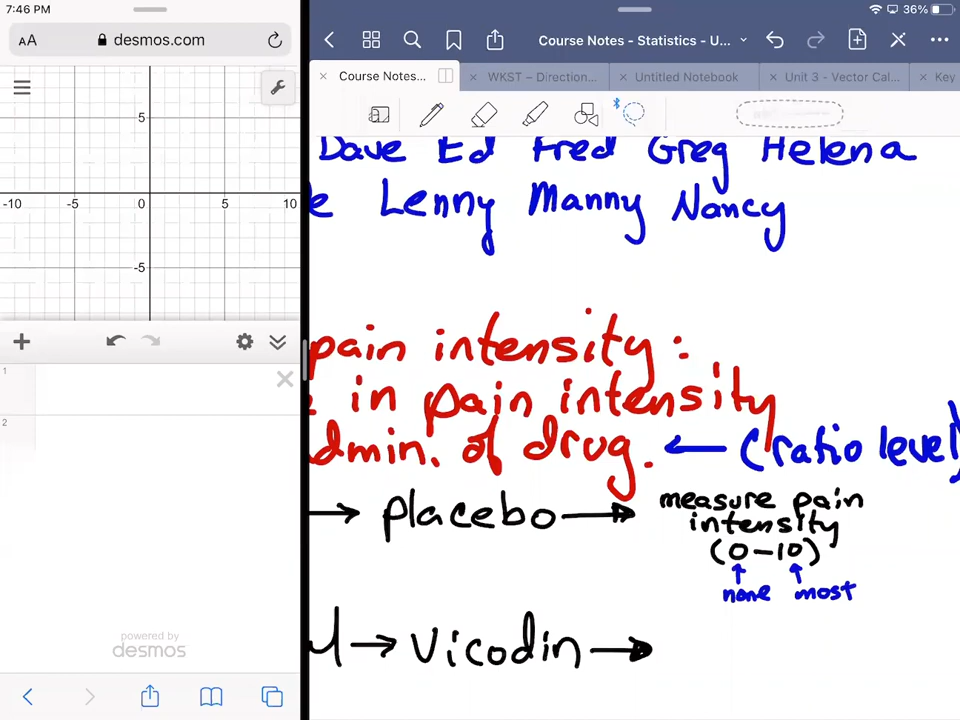 7:46 PM
36%
AA desmos.com
Course Notes - Statistics - U...
Course Notes...
WKST – Direction...
Untitled Notebook
Unit 3 - Vector Cal...
Key
5
-10 -5 0 5 10
-5
1
2
powered by
desmos
Dave Ed Fred Greg Helena
e Lenny Manny Nancy
pain intensity:
in pain intensity
dmin. of drug. ← (ratio level)
→ placebo → measure pain
intensity
(0-10)
none most
→ Vicodin →